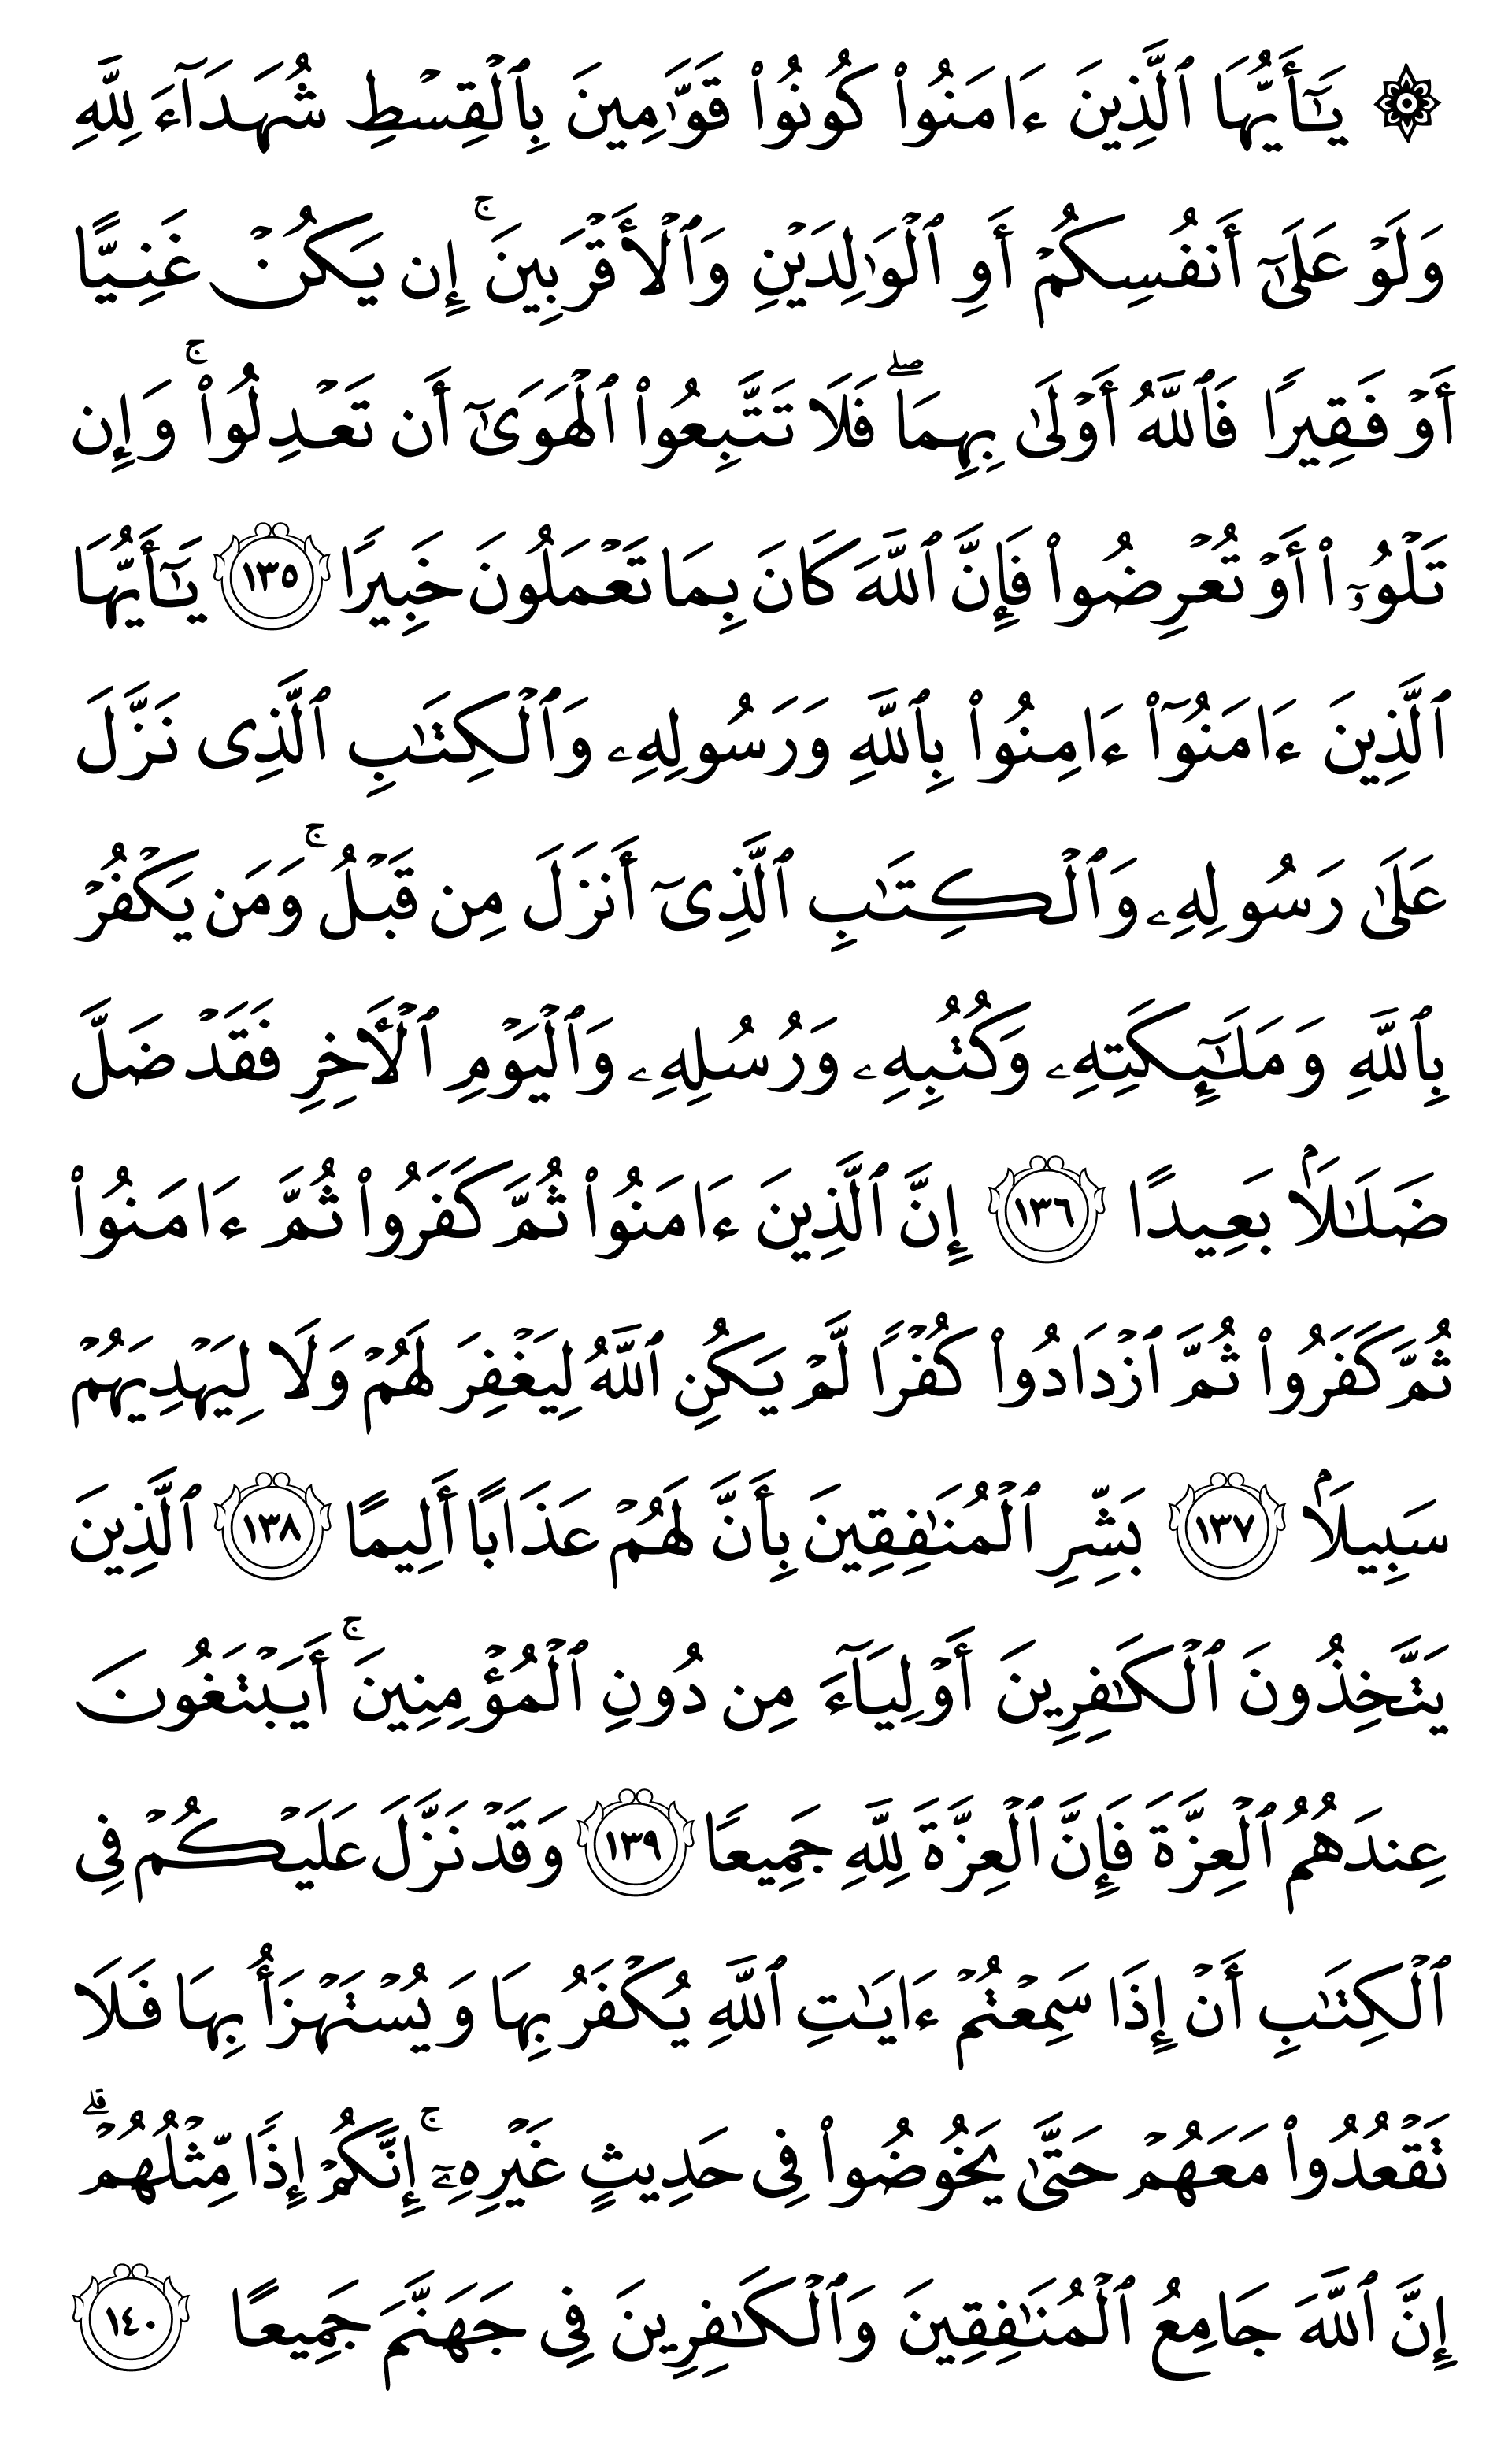 ۞ يَـٰٓأَيُّهَا ٱلَّذِينَ ءَامَنُوا۟ كُونُوا۟ قَوَّٰمِينَ بِٱلْقِسْطِ شُهَدَآءَ لِلَّهِ
وَلَوْ عَلَىٰٓ أَنفُسِكُمْ أَوِ ٱلْوَٰلِدَيْنِ وَٱلْأَقْرَبِينَ ۚ إِن يَكُنْ غَنِيًّا
أَوْ فَقِيرًا فَٱللَّهُ أَوْلَىٰ بِهِمَا ۖ فَلَا تَتَّبِعُوا۟ ٱلْهَوَىٰٓ أَن تَعْدِلُوا۟ ۚ وَإِن
تَلْوُۥٓا۟ أَوْ تُعْرِضُوا۟ فَإِنَّ ٱللَّهَ كَانَ بِمَا تَعْمَلُونَ خَبِيرًا ١٣٥ يَـٰٓأَيُّهَا
ٱلَّذِينَ ءَامَنُوٓا۟ ءَامِنُوا۟ بِٱللَّهِ وَرَسُولِهِۦ وَٱلْكِتَـٰبِ ٱلَّذِى نَزَّلَ
عَلَىٰ رَسُولِهِۦ وَٱلْكِتَـٰبِ ٱلَّذِىٓ أَنزَلَ مِن قَبْلُ ۚ وَمَن يَكْفُرْ
بِٱللَّهِ وَمَلَـٰٓئِكَتِهِۦ وَكُتُبِهِۦ وَرُسُلِهِۦ وَٱلْيَوْمِ ٱلْـَٔاخِرِ فَقَدْ ضَلَّ
ضَلَـٰلًۢا بَعِيدًا ١٣٦ إِنَّ ٱلَّذِينَ ءَامَنُوا۟ ثُمَّ كَفَرُوا۟ ثُمَّ ءَامَنُوا۟
ثُمَّ كَفَرُوا۟ ثُمَّ ٱزْدَادُوا۟ كُفْرًا لَّمْ يَكُنِ ٱللَّهُ لِيَغْفِرَ لَهُمْ وَلَا لِيَهْدِيَهُمْ
سَبِيلًۢا ١٣٧ بَشِّرِ ٱلْمُنَـٰفِقِينَ بِأَنَّ لَهُمْ عَذَابًا أَلِيمًا ١٣٨ ٱلَّذِينَ
يَتَّخِذُونَ ٱلْكَـٰفِرِينَ أَوْلِيَآءَ مِن دُونِ ٱلْمُؤْمِنِينَ ۚ أَيَبْتَغُونَ
عِندَهُمُ ٱلْعِزَّةَ فَإِنَّ ٱلْعِزَّةَ لِلَّهِ جَمِيعًا ١٣٩ وَقَدْ نَزَّلَ عَلَيْكُمْ فِى
ٱلْكِتَـٰبِ أَنْ إِذَا سَمِعْتُمْ ءَايَـٰتِ ٱللَّهِ يُكْفَرُ بِهَا وَيُسْتَهْزَأُ بِهَا فَلَا
تَقْعُدُوا۟ مَعَهُمْ حَتَّىٰ يَخُوضُوا۟ فِى حَدِيثٍ غَيْرِهِۦٓ ۚ إِنَّكُمْ إِذًا مِّثْلُهُمْ ۗ
إِنَّ ٱللَّهَ جَامِعُ ٱلْمُنَـٰفِقِينَ وَٱلْكَـٰفِرِينَ فِى جَهَنَّمَ جَمِيعًا ١٤٠